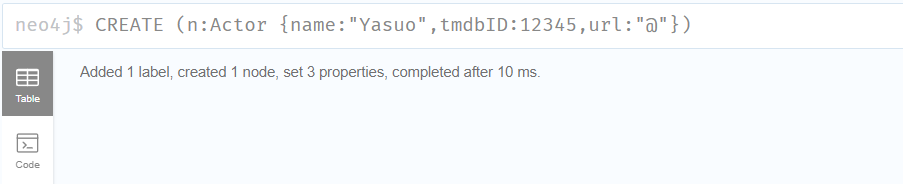 neo4j$ CREATE (n:Actor {name:"Yasuo",tmdbID:12345,url:"@"})
Added 1 label, created 1 node, set 3 properties, completed after 10 ms.
Table
Code